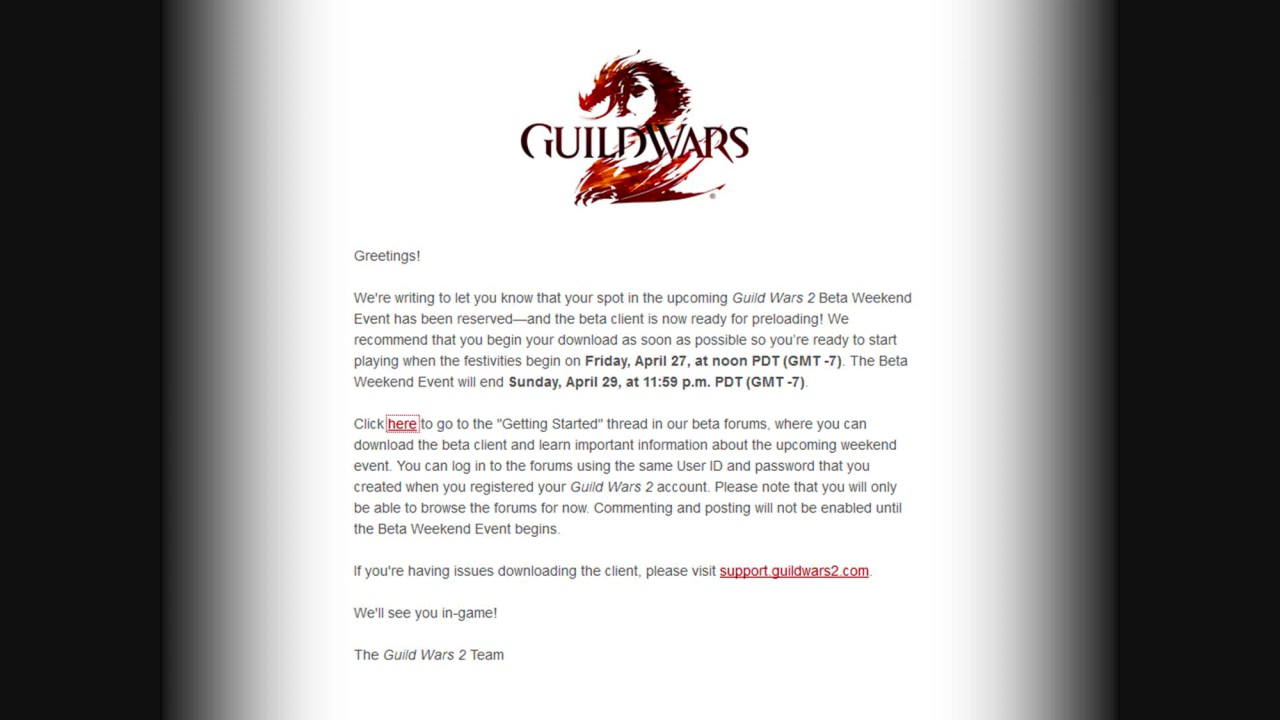 GUILDWARS
2
®
Greetings!
We're writing to let you know that your spot in the upcoming Guild Wars 2 Beta Weekend
Event has been reserved—and the beta client is now ready for preloading! We
recommend that you begin your download as soon as possible so you're ready to start
playing when the festivities begin on Friday, April 27, at noon PDT (GMT -7). The Beta
Weekend Event will end Sunday, April 29, at 11:59 p.m. PDT (GMT -7).
Click here to go to the "Getting Started" thread in our beta forums, where you can
download the beta client and learn important information about the upcoming weekend
event. You can log in to the forums using the same User ID and password that you
created when you registered your Guild Wars 2 account. Please note that you will only
be able to browse the forums for now. Commenting and posting will not be enabled until
the Beta Weekend Event begins.
If you're having issues downloading the client, please visit support.guildwars2.com.
We'll see you in-game!
The Guild Wars 2 Team